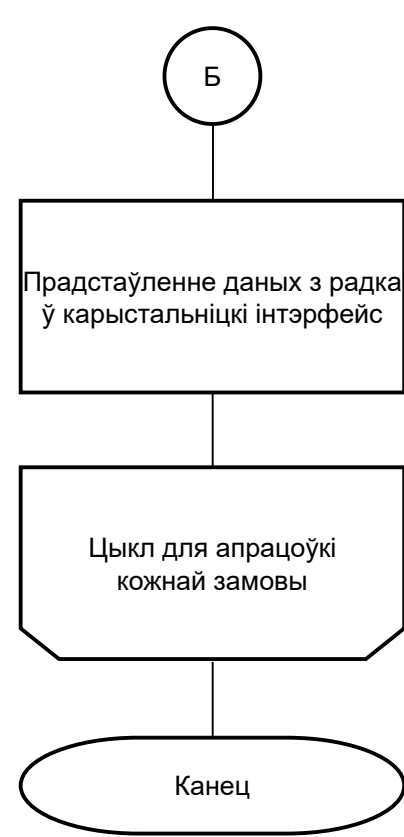 Б
Прадстаўленне даных з радка
ў карыстальніцкі інтэрфейс
Цыкл для апрацоўкі
кожнай замовы
Канец